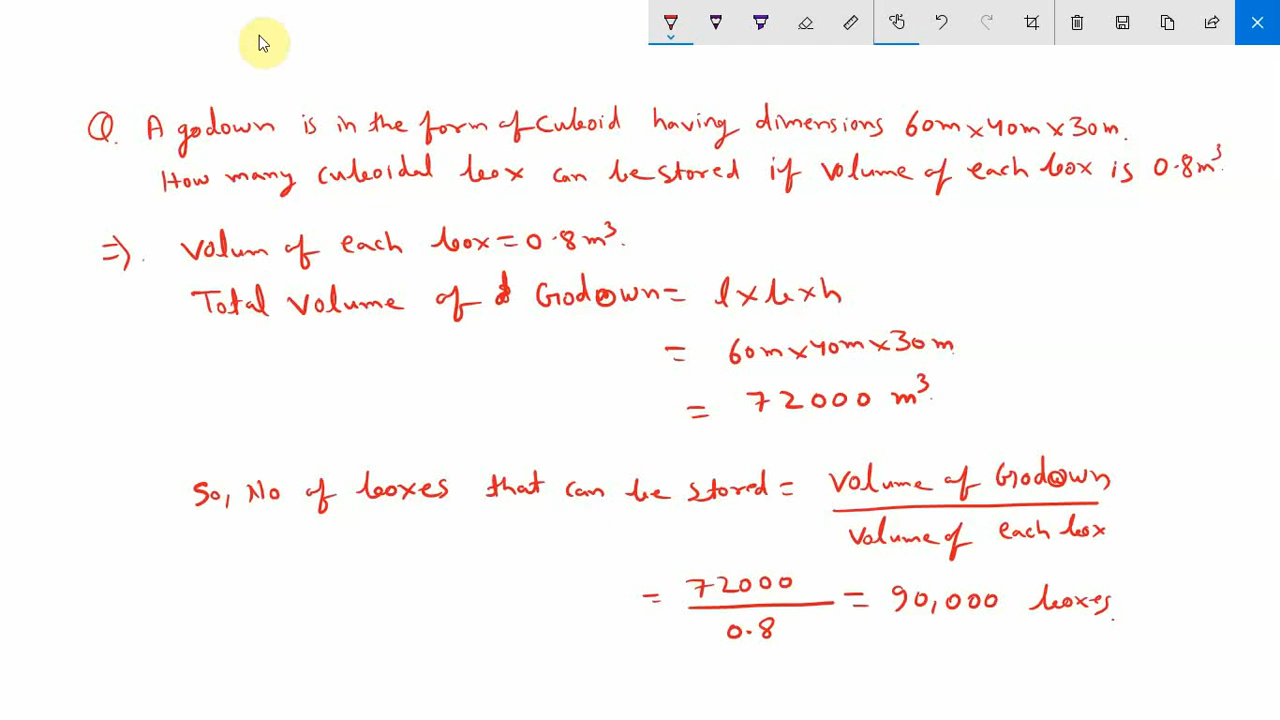 Q. A godown is in the form of cuboid having dimensions 60m×40m×30m.
How many cuboidal box can be stored if volume of each box is 0.8m³.
⇒. Volum of each box = 0.8m³.
Total volume of Godown = l×b×h
= 60m×40m×30m.
= 72000 m³.
So, No of boxes that can be stored = Volume of Godown / Volume of each box
= 72000 / 0.8 = 90,000 boxes.